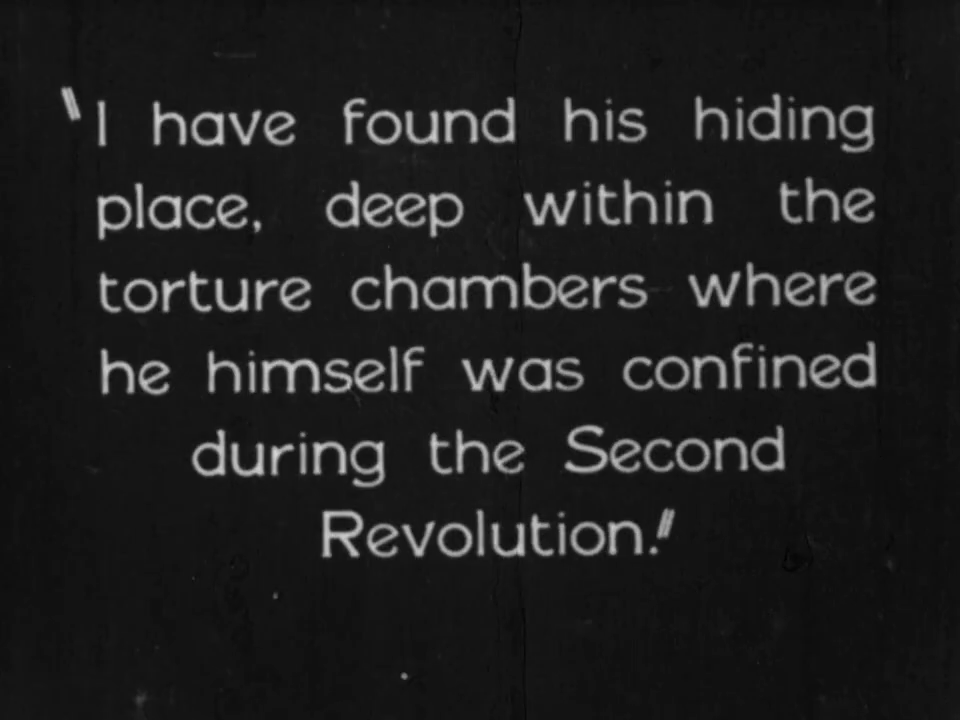 "I have found his hiding
place, deep within the
torture chambers where
he himself was confined
during the Second
Revolution."